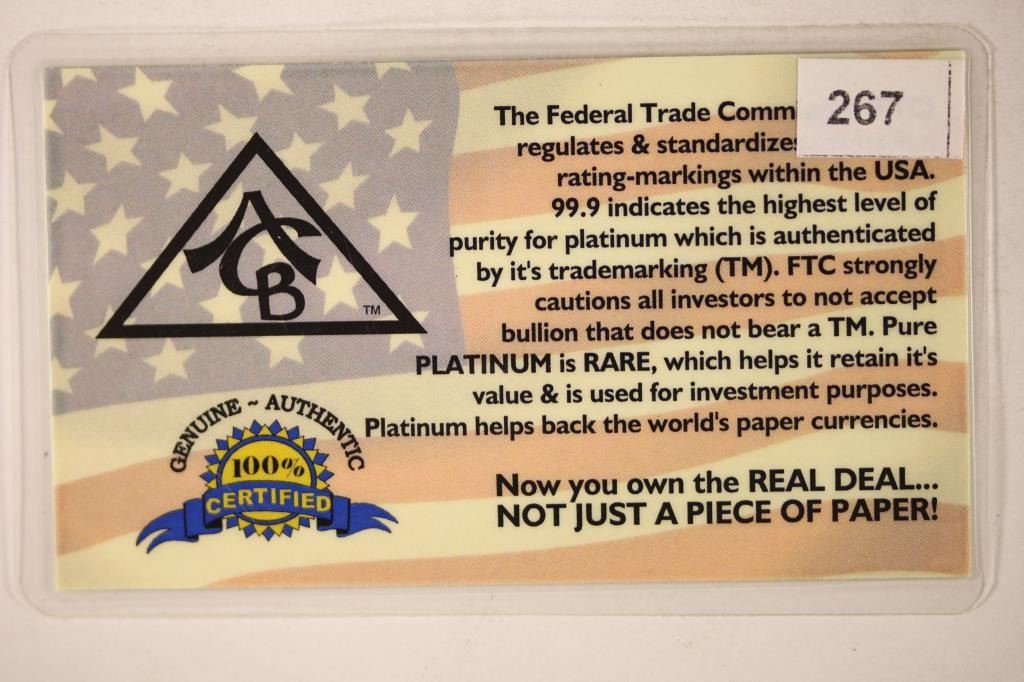 267
The Federal Trade
regulates &
rating-markings within the USA.
99.9 indicates the highest level of
purity for platinum which is authenticated
by it's trademarking (TM). FTC strongly
cautions all investors to not accept
bullion that does not bear a TM. Pure
PLATINUM is RARE, which helps it retain it's
value & is used for investment purposes.
Platinum helps back the world's paper currencies.
Now you own the REAL DEAL...
NOT JUST A PIECE OF PAPER!
ACB
TM
GENUINE ~ AUTHENTIC
100%
CERTIFIED